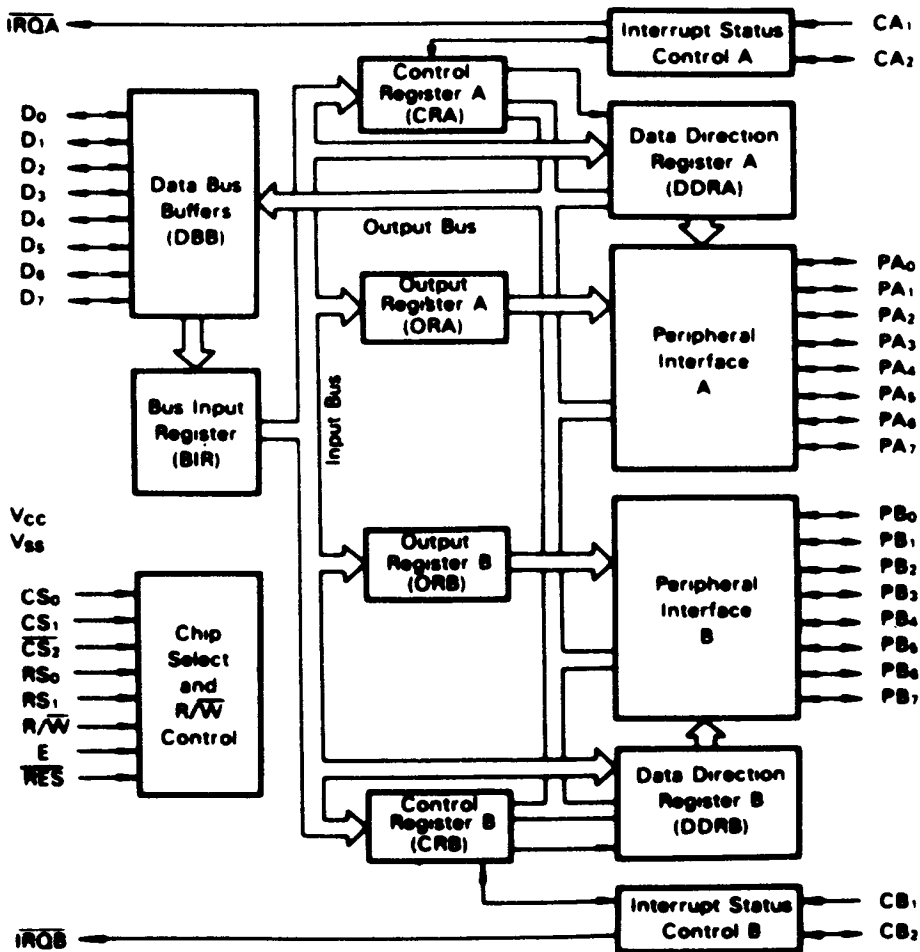 IRQA
CA1
CA2
Interrupt Status
Control A
Control
Register A
(CRA)
D0
D1
D2
D3
D4
D5
D6
D7
Data Bus
Buffers
(DBB)
Data Direction
Register A
(DDRA)
Output Bus
Output
Register A
(ORA)
Peripheral
Interface
A
PA0
PA1
PA2
PA3
PA4
PA5
PA6
PA7
Bus Input
Register
(BIR)
Input Bus
VCC
VSS
Output
Register B
(ORB)
Peripheral
Interface
B
PB0
PB1
PB2
PB3
PB4
PB5
PB6
PB7
CS0
CS1
CS2
RS0
RS1
R/W
E
RES
Chip
Select
and
R/W
Control
Data Direction
Register B
(DDRB)
Control
Register B
(CRB)
Interrupt Status
Control B
CB1
CB2
IRQB